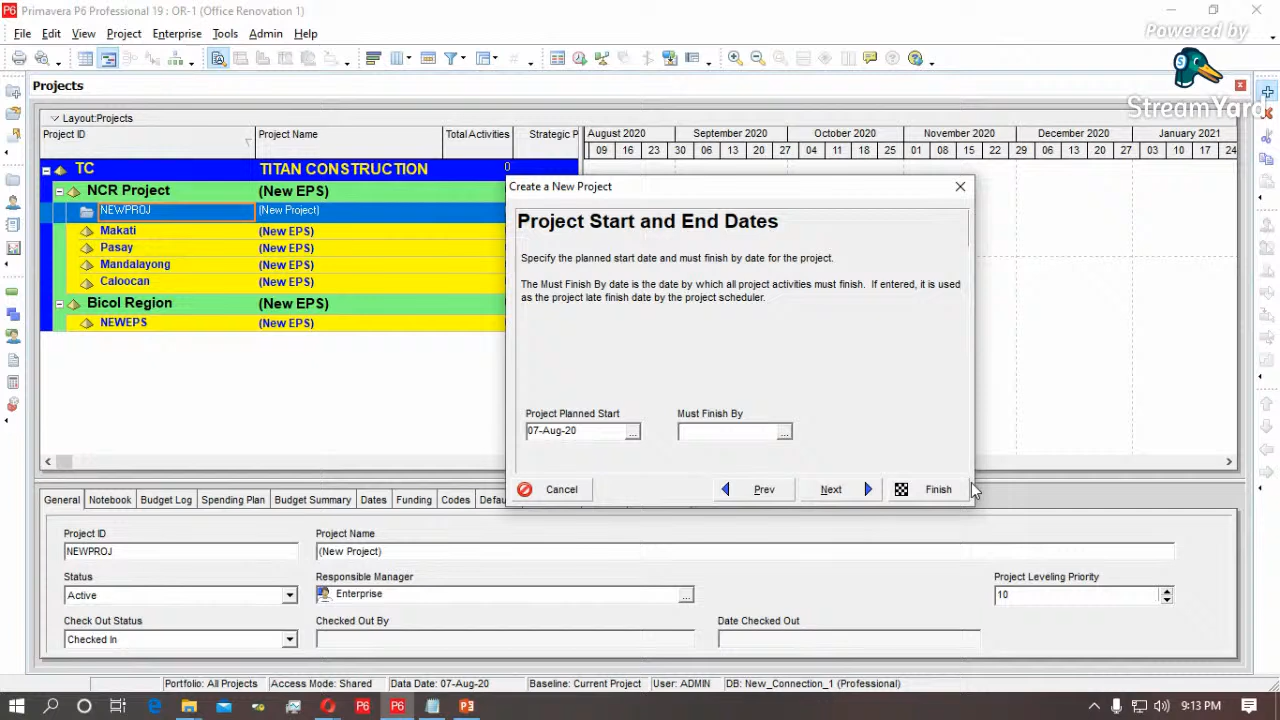 Primavera P6 Professional 19 : OR-1 (Office Renovation 1)
Powered by
StreamYard
File Edit View Project Enterprise Tools Admin Help
Projects
Layout:Projects
Project ID Project Name Total Activities Strategic P
August 2020 September 2020 October 2020 November 2020 December 2020 January 2021
09 16 23 30 06 13 20 27 04 11 18 25 01 08 15 22 29 06 13 20 27 03 10 17 24
TC TITAN CONSTRUCTION 0
NCR Project (New EPS)
NEWPROJ (New Project)
Makati (New EPS)
Pasay (New EPS)
Mandalayong (New EPS)
Caloocan (New EPS)
Bicol Region (New EPS)
NEWEPS (New EPS)
Create a New Project
Project Start and End Dates
Specify the planned start date and must finish by date for the project.
The Must Finish By date is the date by which all project activities must finish. If entered, it is used
as the project late finish date by the project scheduler.
Project Planned Start Must Finish By
07-Aug-20
Cancel Prev Next Finish
General Notebook Budget Log Spending Plan Budget Summary Dates Funding Codes Defau
Project ID Project Name
NEWPROJ (New Project)
Status Responsible Manager Project Leveling Priority
Active Enterprise 10
Check Out Status Checked Out By Date Checked Out
Checked In
Portfolio: All Projects Access Mode: Shared Data Date: 07-Aug-20 Baseline: Current Project User: ADMIN DB: New_Connection_1 (Professional)
9:13 PM